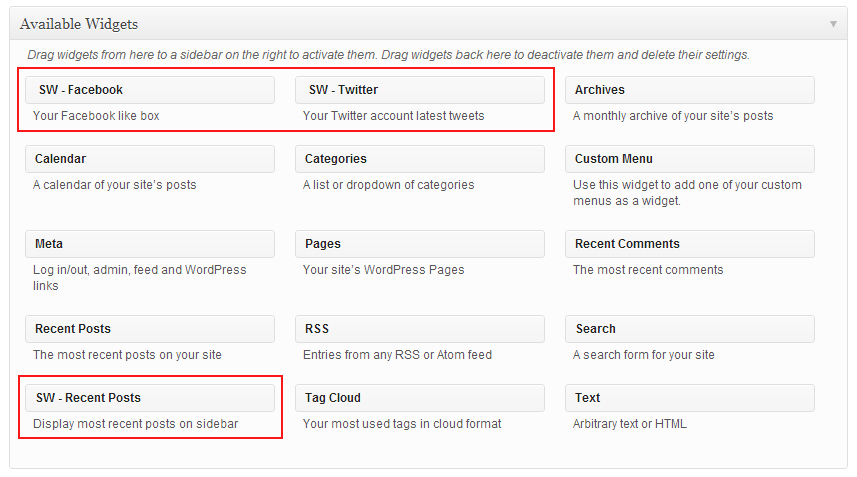 Available Widgets
Drag widgets from here to a sidebar on the right to activate them. Drag widgets back here to deactivate them and delete their settings.
SW - Facebook
Your Facebook like box
SW - Twitter
Your Twitter account latest tweets
Archives
A monthly archive of your site's posts
Calendar
A calendar of your site's posts
Categories
A list or dropdown of categories
Custom Menu
Use this widget to add one of your custom
menus as a widget.
Meta
Log in/out, admin, feed and WordPress
links
Pages
Your site's WordPress Pages
Recent Comments
The most recent comments
Recent Posts
The most recent posts on your site
RSS
Entries from any RSS or Atom feed
Search
A search form for your site
SW - Recent Posts
Display most recent posts on sidebar
Tag Cloud
Your most used tags in cloud format
Text
Arbitrary text or HTML